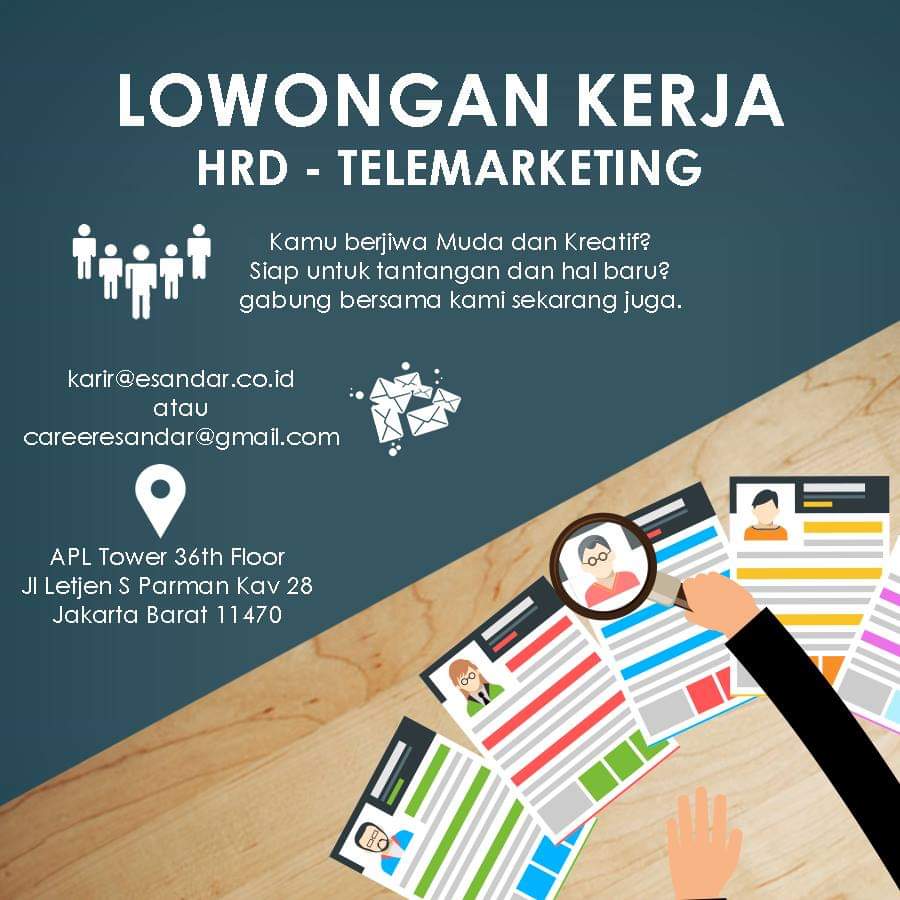 LOWONGAN KERJA
HRD - TELEMARKETING
Kamu berjiwa Muda dan Kreatif?
Siap untuk tantangan dan hal baru?
gabung bersama kami sekarang juga.
karir@esandar.co.id
atau
careeresandar@gmail.com
APL Tower 36th Floor
Jl Letjen S Parman Kav 28
Jakarta Barat 11470